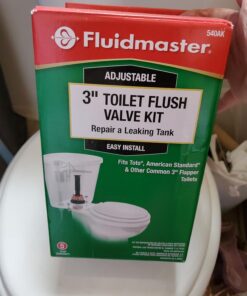 540AK
Fluidmaster®
ADJUSTABLE
3" TOILET FLUSH
VALVE KIT
Repair a Leaking Tank
EASY INSTALL
Fits Toto®, American Standard®
& Other Common 3" Flapper
Toilets
5